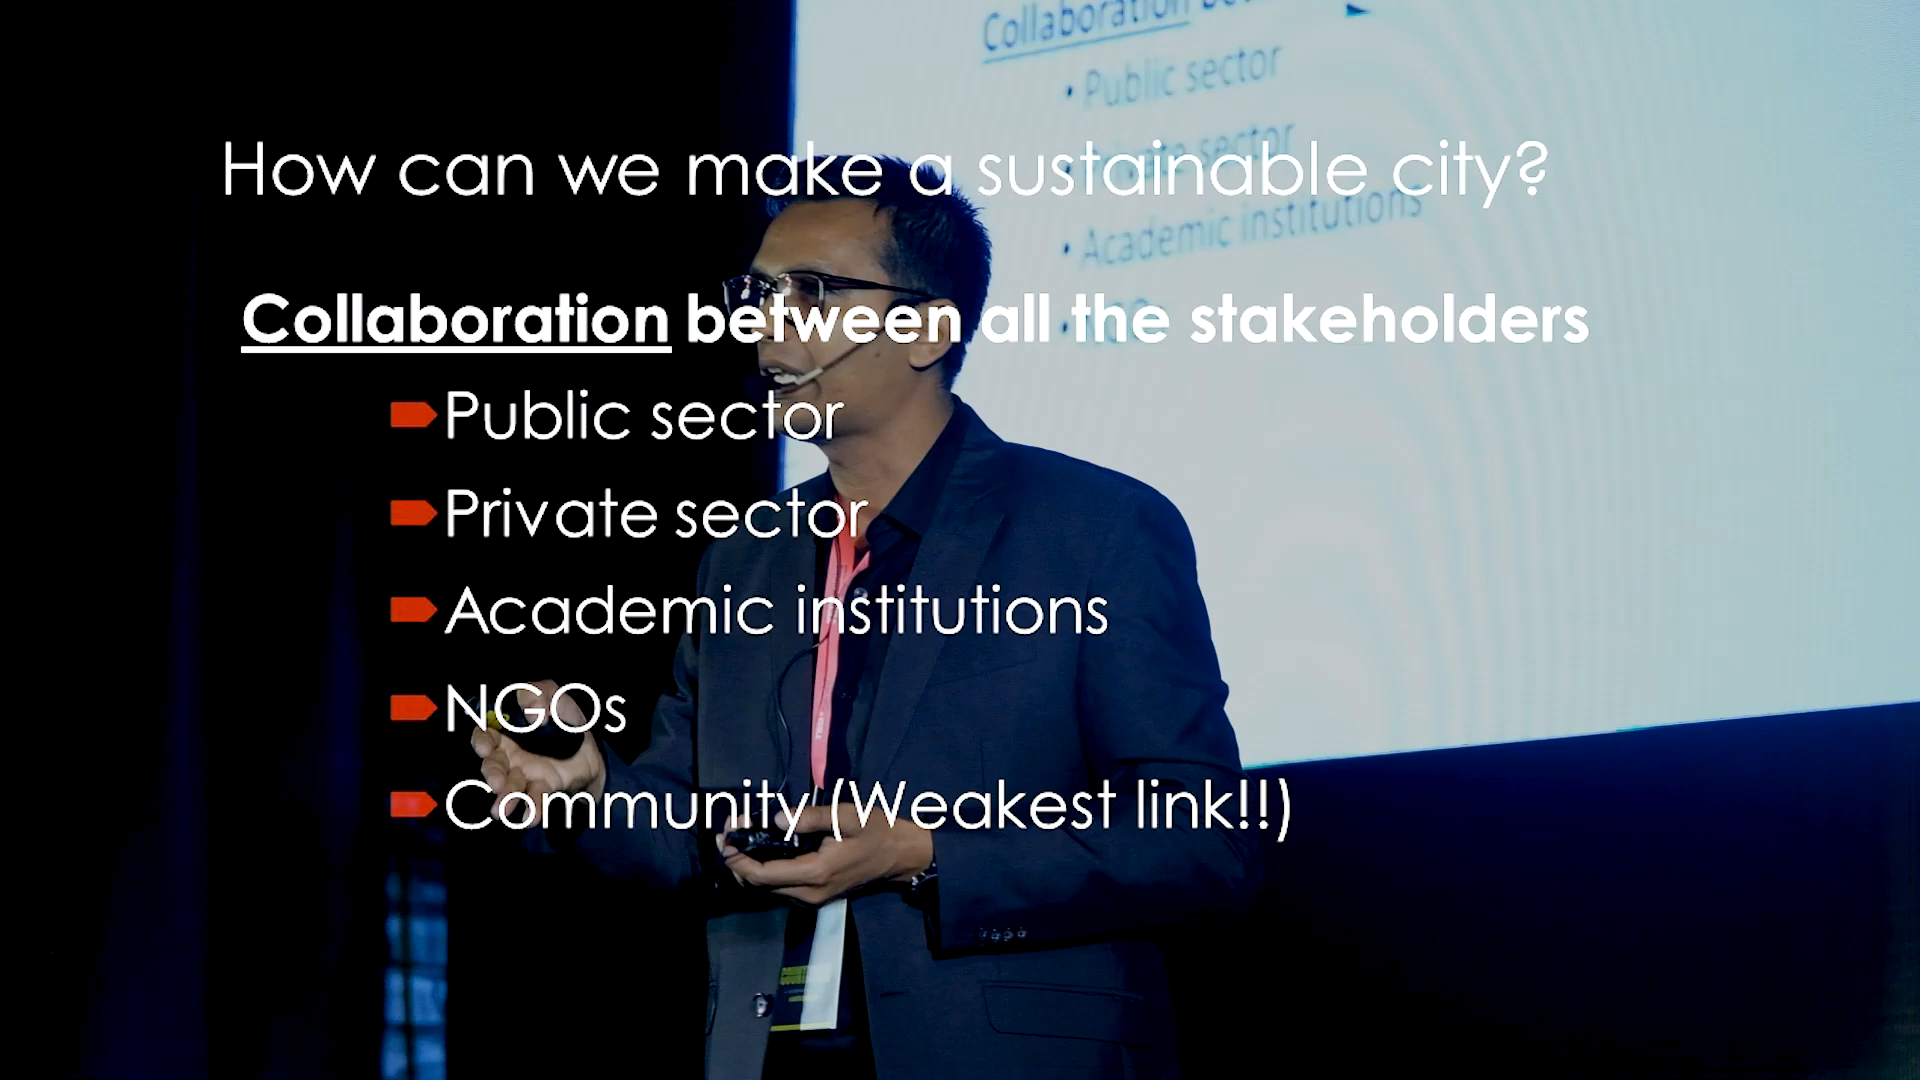 How can we make a sustainable city?
Collaboration between all the stakeholders
Public sector
Private sector
Academic institutions
NGOs
Community (Weakest link!!)
Collaboration
• Public sector
sector
• Academic institutions